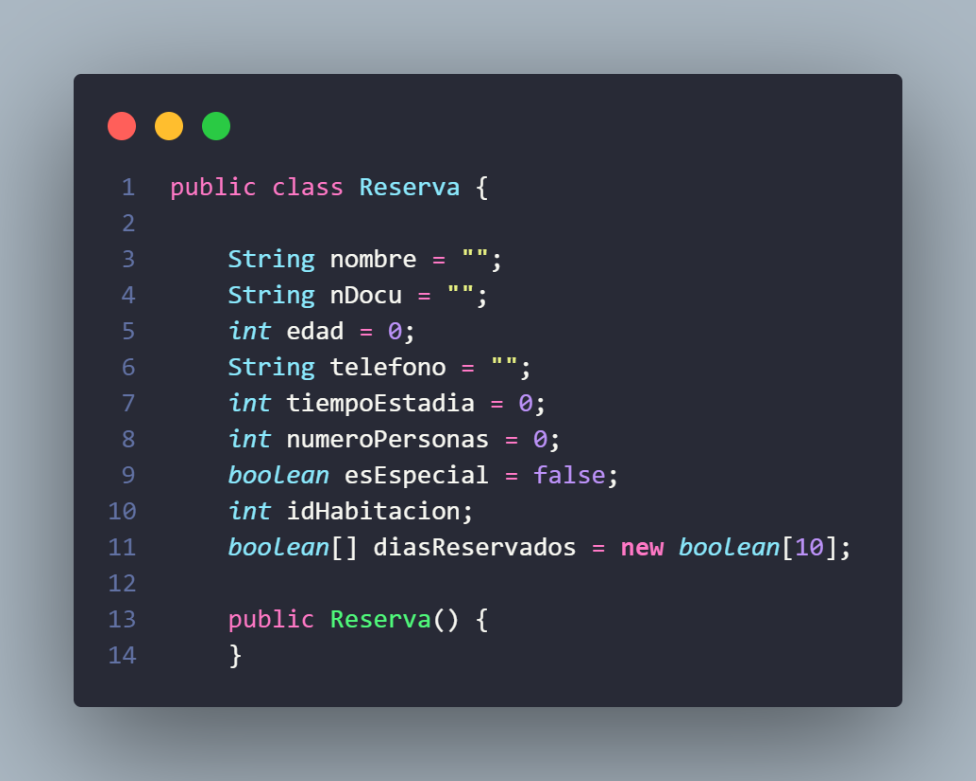 1 public class Reserva {
2
3 String nombre = "";
4 String nDocu = "";
5 int edad = 0;
6 String telefono = "";
7 int tiempoEstadia = 0;
8 int numeroPersonas = 0;
9 boolean esEspecial = false;
10 int idHabitacion;
11 boolean[] diasReservados = new boolean[10];
12
13 public Reserva() {
14 }